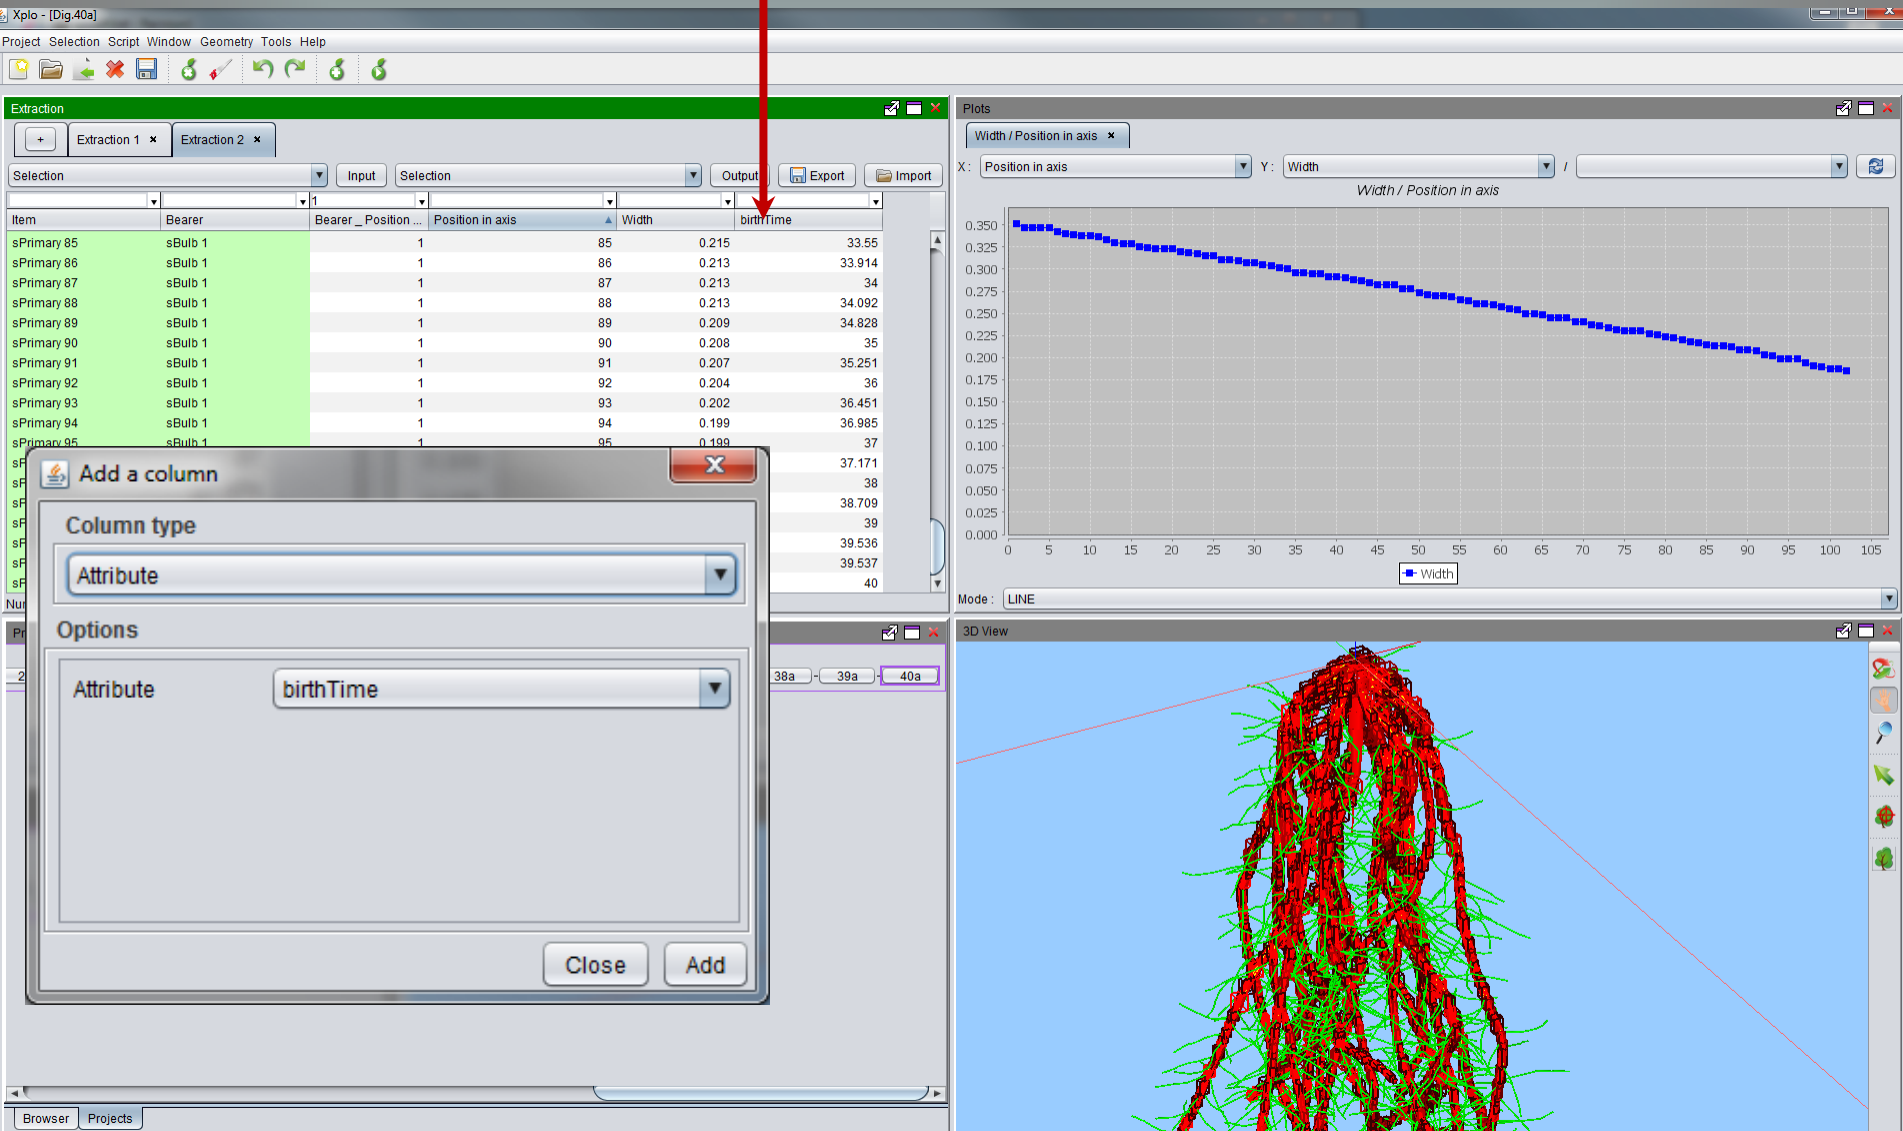 Xplo - [Dig.40a]
Project Selection Script Window Geometry Tools Help
Extraction
+ Extraction 1 × Extraction 2 ×
Selection Input Selection Output Export Import
1
Item Bearer Bearer _ Position ... Position in axis Width birthTime
sPrimary 85 sBulb 1 1 85 0.215 33.55
sPrimary 86 sBulb 1 1 86 0.213 33.914
sPrimary 87 sBulb 1 1 87 0.213 34
sPrimary 88 sBulb 1 1 88 0.213 34.092
sPrimary 89 sBulb 1 1 89 0.209 34.828
sPrimary 90 sBulb 1 1 90 0.208 35
sPrimary 91 sBulb 1 1 91 0.207 35.251
sPrimary 92 sBulb 1 1 92 0.204 36
sPrimary 93 sBulb 1 1 93 0.202 36.451
sPrimary 94 sBulb 1 1 94 0.199 36.985
sPrimary 95 sBulb 1 1 95 0.199 37
37.171
38
38.709
39
39.536
39.537
40
Add a column
Column type
Attribute
Options
Attribute birthTime
Close Add
38a - 39a - 40a
Browser Projects
Plots
Width / Position in axis ×
X : Position in axis Y : Width /
Width / Position in axis
0.350
0.325
0.300
0.275
0.250
0.225
0.200
0.175
0.150
0.125
0.100
0.075
0.050
0.025
0.000
0 5 10 15 20 25 30 35 40 45 50 55 60 65 70 75 80 85 90 95 100 105
Width
Mode : LINE
3D View